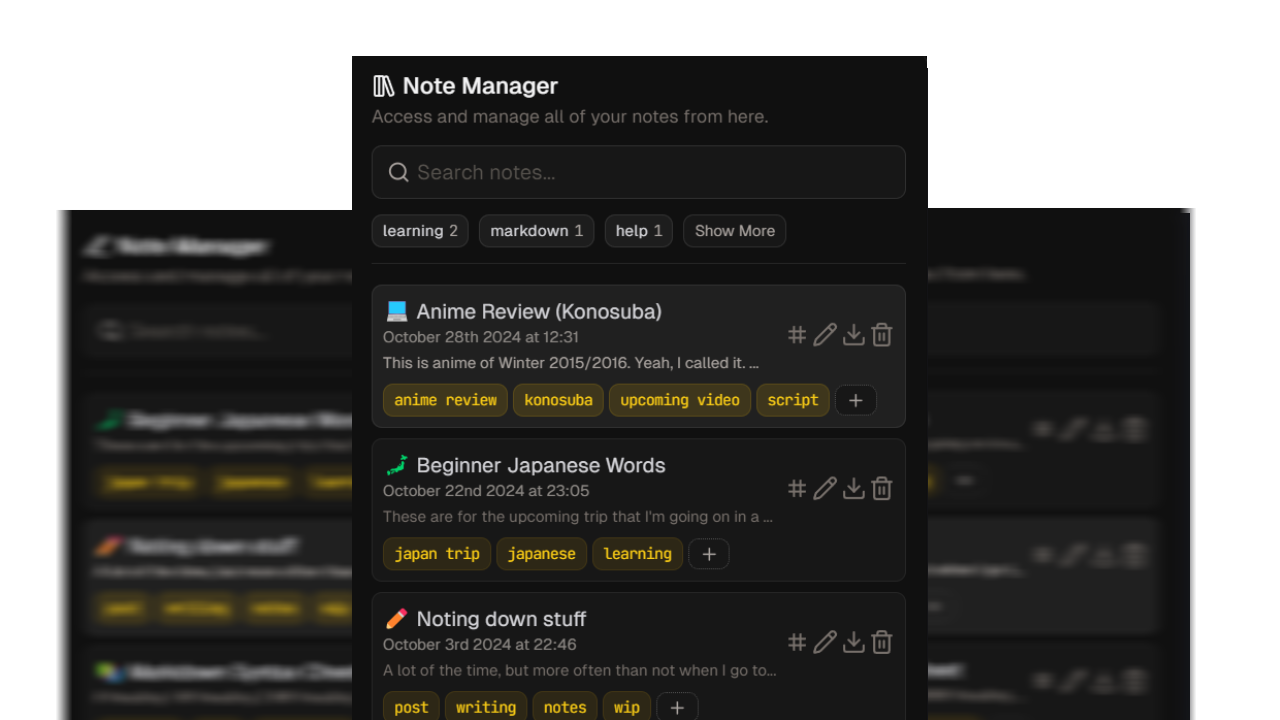 Note Manager
Access and manage all of your notes from here.
Search notes...
learning 2 markdown 1 help 1 Show More
Anime Review (Konosuba)
October 28th 2024 at 12:31
This is anime of Winter 2015/2016. Yeah, I called it. ...
anime review konosuba upcoming video script +
Beginner Japanese Words
October 22nd 2024 at 23:05
These are for the upcoming trip that I'm going on in a ...
japan trip japanese learning +
Noting down stuff
October 3rd 2024 at 22:46
A lot of the time, but more often than not when I go to...
post writing notes wip +